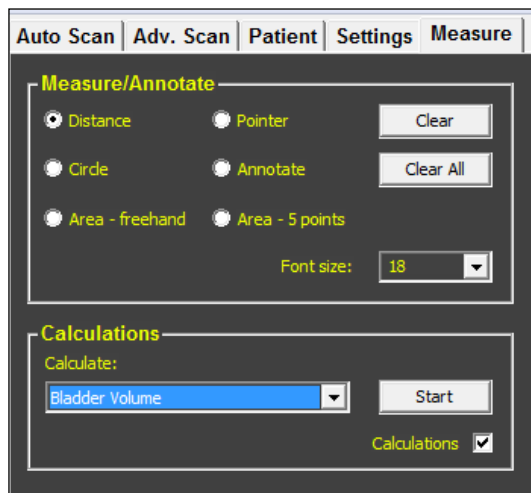 Auto Scan Adv. Scan Patient Settings Measure
Measure/Annotate
Distance Pointer Clear
Circle Annotate Clear All
Area - freehand Area - 5 points
Font size: 18
Calculations
Calculate:
Bladder Volume Start
Calculations